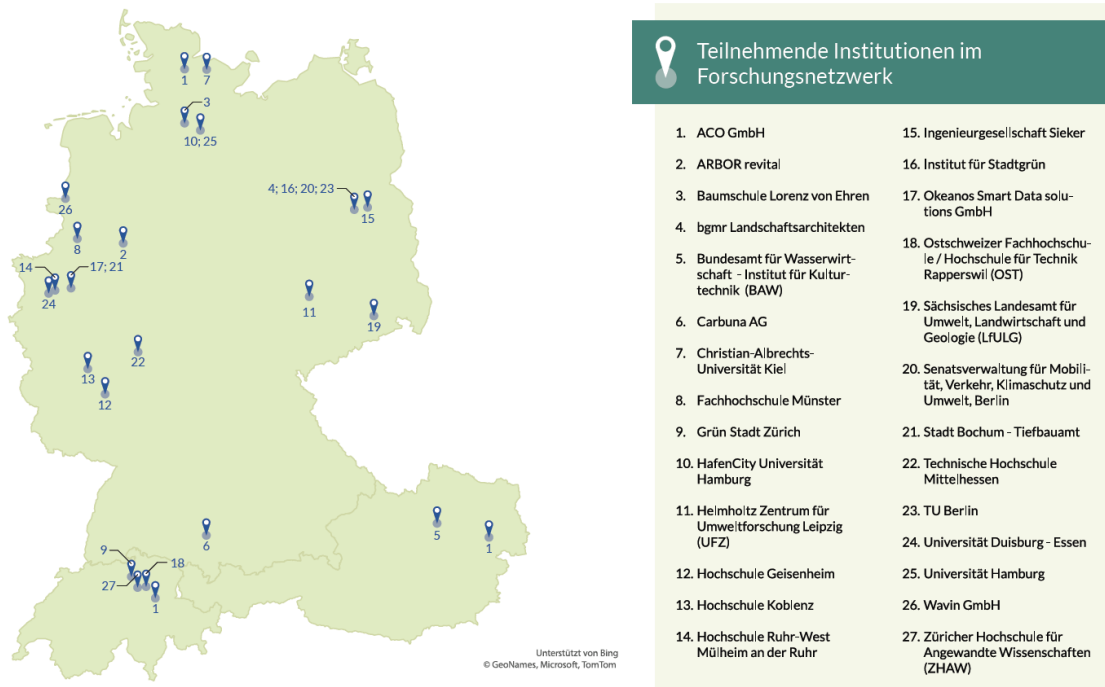 Teilnehmende Institutionen im
Forschungsnetzwerk
1
7
3
10; 25
4; 16; 20; 23
15
26
8
2
14
17; 21
24
11
19
22
13
12
5
1
6
9
18
27
1
Unterstützt von Bing
© GeoNames, Microsoft, TomTom
1. ACO GmbH
2. ARBOR revital
3. Baumschule Lorenz von Ehren
4. bgmr Landschaftsarchitekten
5. Bundesamt für Wasserwirt-
schaft - Institut für Kultur-
technik (BAW)
6. Carbuna AG
7. Christian-Albrechts-
Universität Kiel
8. Fachhochschule Münster
9. Grün Stadt Zürich
10. HafenCity Universität
Hamburg
11. Helmholtz Zentrum für
Umweltforschung Leipzig
(UFZ)
12. Hochschule Geisenheim
13. Hochschule Koblenz
14. Hochschule Ruhr-West
Mülheim an der Ruhr
15. Ingenieurgesellschaft Sieker
16. Institut für Stadtgrün
17. Okeanos Smart Data solu-
tions GmbH
18. Ostschweizer Fachhochschu-
le / Hochschule für Technik
Rapperswil (OST)
19. Sächsisches Landesamt für
Umwelt, Landwirtschaft und
Geologie (LfULG)
20. Senatsverwaltung für Mobili-
tät, Verkehr, Klimaschutz und
Umwelt, Berlin
21. Stadt Bochum - Tiefbauamt
22. Technische Hochschule
Mittelhessen
23. TU Berlin
24. Universität Duisburg - Essen
25. Universität Hamburg
26. Wavin GmbH
27. Züricher Hochschule für
Angewandte Wissenschaften
(ZHAW)